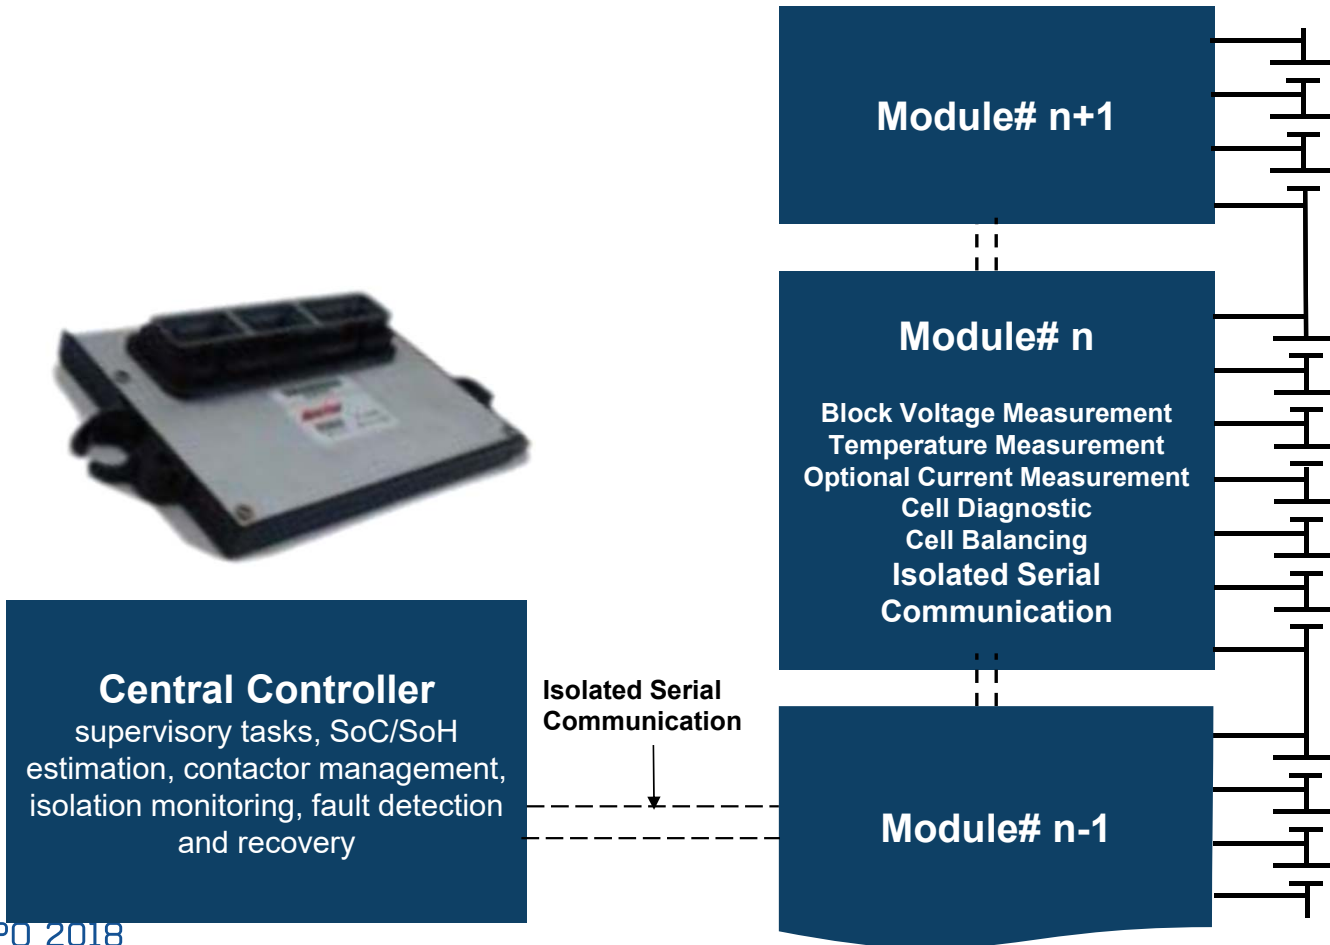 Module# n+1
Module# n
Block Voltage Measurement
Temperature Measurement
Optional Current Measurement
Cell Diagnostic
Cell Balancing
Isolated Serial
Communication
Central Controller
supervisory tasks, SoC/SoH
estimation, contactor management,
isolation monitoring, fault detection
and recovery
Isolated Serial
Communication
Module# n-1
PO 2018